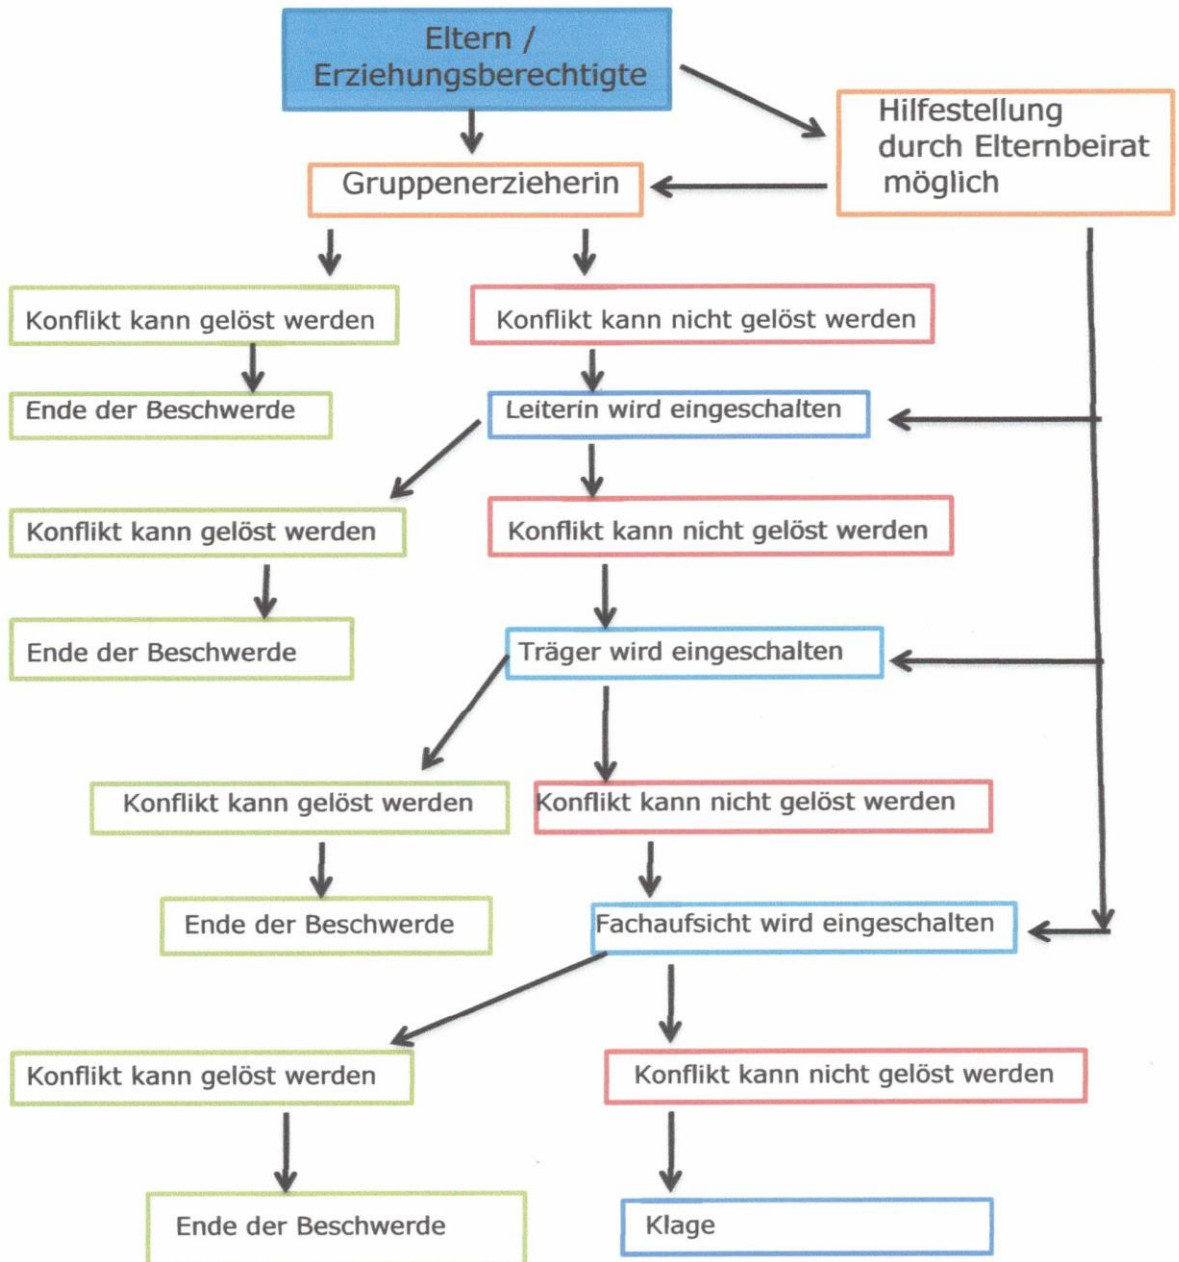 Eltern /
Erziehungsberechtigte
Hilfestellung
durch Elternbeirat
möglich
Gruppenerzieherin
Konflikt kann gelöst werden
Konflikt kann nicht gelöst werden
Ende der Beschwerde
Leiterin wird eingeschalten
Konflikt kann gelöst werden
Konflikt kann nicht gelöst werden
Ende der Beschwerde
Träger wird eingeschalten
Konflikt kann gelöst werden
Konflikt kann nicht gelöst werden
Ende der Beschwerde
Fachaufsicht wird eingeschalten
Konflikt kann gelöst werden
Konflikt kann nicht gelöst werden
Ende der Beschwerde
Klage